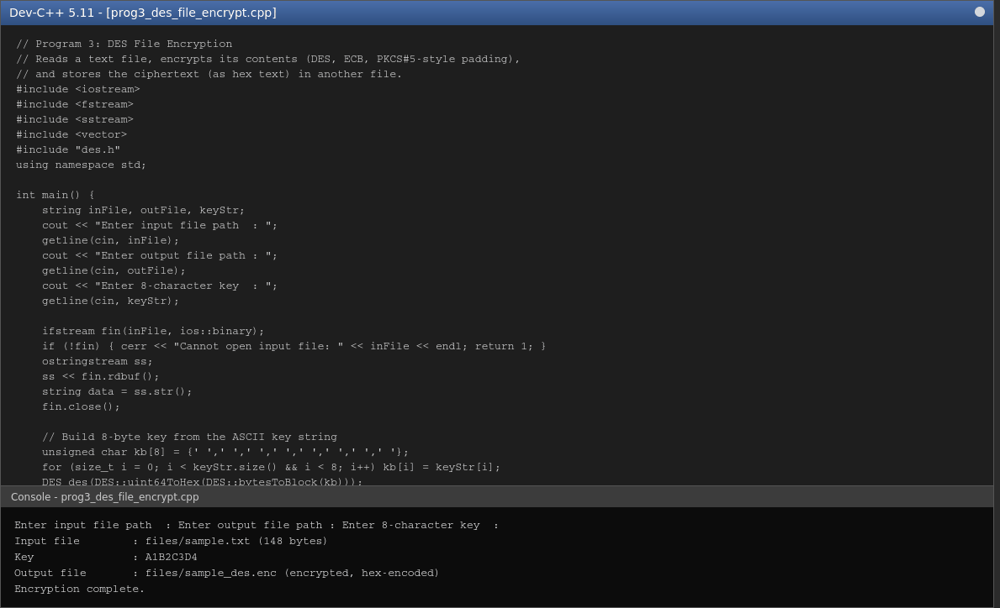 Dev-C++ 5.11 - [prog3_des_file_encrypt.cpp]
// Program 3: DES File Encryption
// Reads a text file, encrypts its contents (DES, ECB, PKCS#5-style padding),
// and stores the ciphertext (as hex text) in another file.
#include <iostream>
#include <fstream>
#include <sstream>
#include <vector>
#include "des.h"
using namespace std;

int main() {
    string inFile, outFile, keyStr;
    cout << "Enter input file path  : ";
    getline(cin, inFile);
    cout << "Enter output file path : ";
    getline(cin, outFile);
    cout << "Enter 8-character key  : ";
    getline(cin, keyStr);

    ifstream fin(inFile, ios::binary);
    if (!fin) { cerr << "Cannot open input file: " << inFile << endl; return 1; }
    ostringstream ss;
    ss << fin.rdbuf();
    string data = ss.str();
    fin.close();

    // Build 8-byte key from the ASCII key string
    unsigned char kb[8] = {' ',' ',' ',' ',' ',' ',' ',' '};
    for (size_t i = 0; i < keyStr.size() && i < 8; i++) kb[i] = keyStr[i];
    DES des(DES::uint64ToHex(DES::bytesToBlock(kb)));
Console - prog3_des_file_encrypt.cpp
Enter input file path  : Enter output file path : Enter 8-character key  :
Input file        : files/sample.txt (148 bytes)
Key               : A1B2C3D4
Output file       : files/sample_des.enc (encrypted, hex-encoded)
Encryption complete.